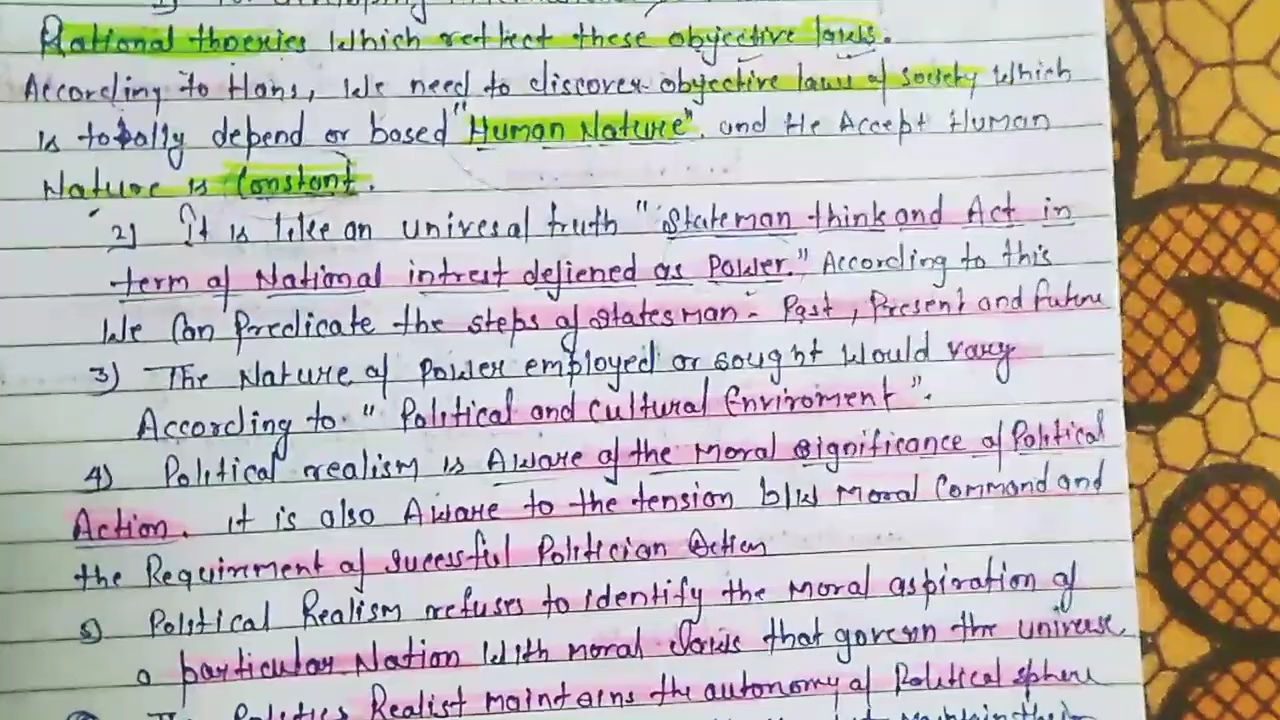 1) For Developing
Rational thoeries Which reflect these objective laws.
According to Hans, We need to discover objective laws of society Which
is totally depend or based "Human Nature", and He Accept Human
Nature is Constant.
2) It is like an univesal truth "Stateman think and Act in
term of National intrest defiened as Power." According to this
We Can Predicate the steps of statesman - Past, Present and future
3) The Nature of Power employed or sought Would vary
According to "Political and cultural Enviroment".
4) Political realism is Aware of the Moral significance of Political
Action. it is also Aware to the tension b/w Moral Command and
the Requirment of sucessful Politician Action
5) Political Realism refuses to identify the Moral aspiration of
a particular Nation With moral laws that govern the universe
Realist maintains the autonomy of Political sphere